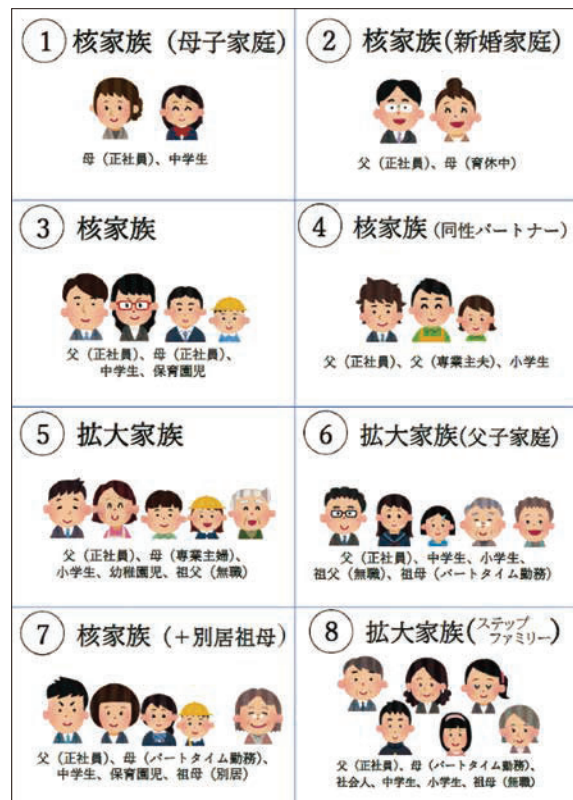 ① 核家族（母子家庭）
母（正社員）、中学生
② 核家族（新婚家庭）
父（正社員）、母（育休中）
③ 核家族
父（正社員）、母（正社員）、
中学生、保育園児
④ 核家族（同性パートナー）
父（正社員）、父（専業主夫）、小学生
⑤ 拡大家族
父（正社員）、母（専業主婦）、
小学生、幼稚園児、祖父（無職）
⑥ 拡大家族（父子家庭）
父（正社員）、中学生、小学生、
祖父（無職）、祖母（パートタイム勤務）
⑦ 核家族（＋別居祖母）
父（正社員）、母（パートタイム勤務）、
中学生、保育園児、祖母（別居）
⑧ 拡大家族（ステップ
ファミリー）
父（正社員）、母（パートタイム勤務）、
社会人、中学生、小学生、祖母（無職）